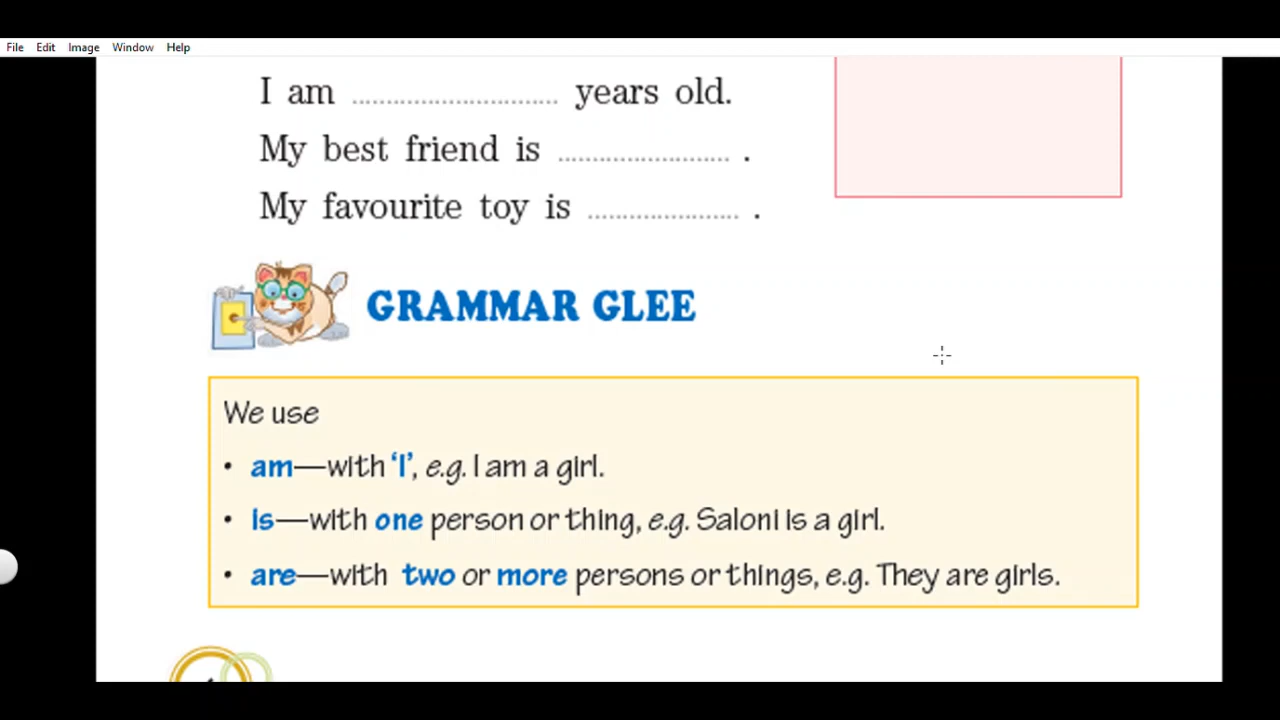 File Edit Image Window Help
I am .............................. years old.
My best friend is ......................... .
My favourite toy is ...................... .
GRAMMAR GLEE
We use
• am—with ‘I’, e.g. I am a girl.
• is—with one person or thing, e.g. Saloni is a girl.
• are—with two or more persons or things, e.g. They are girls.